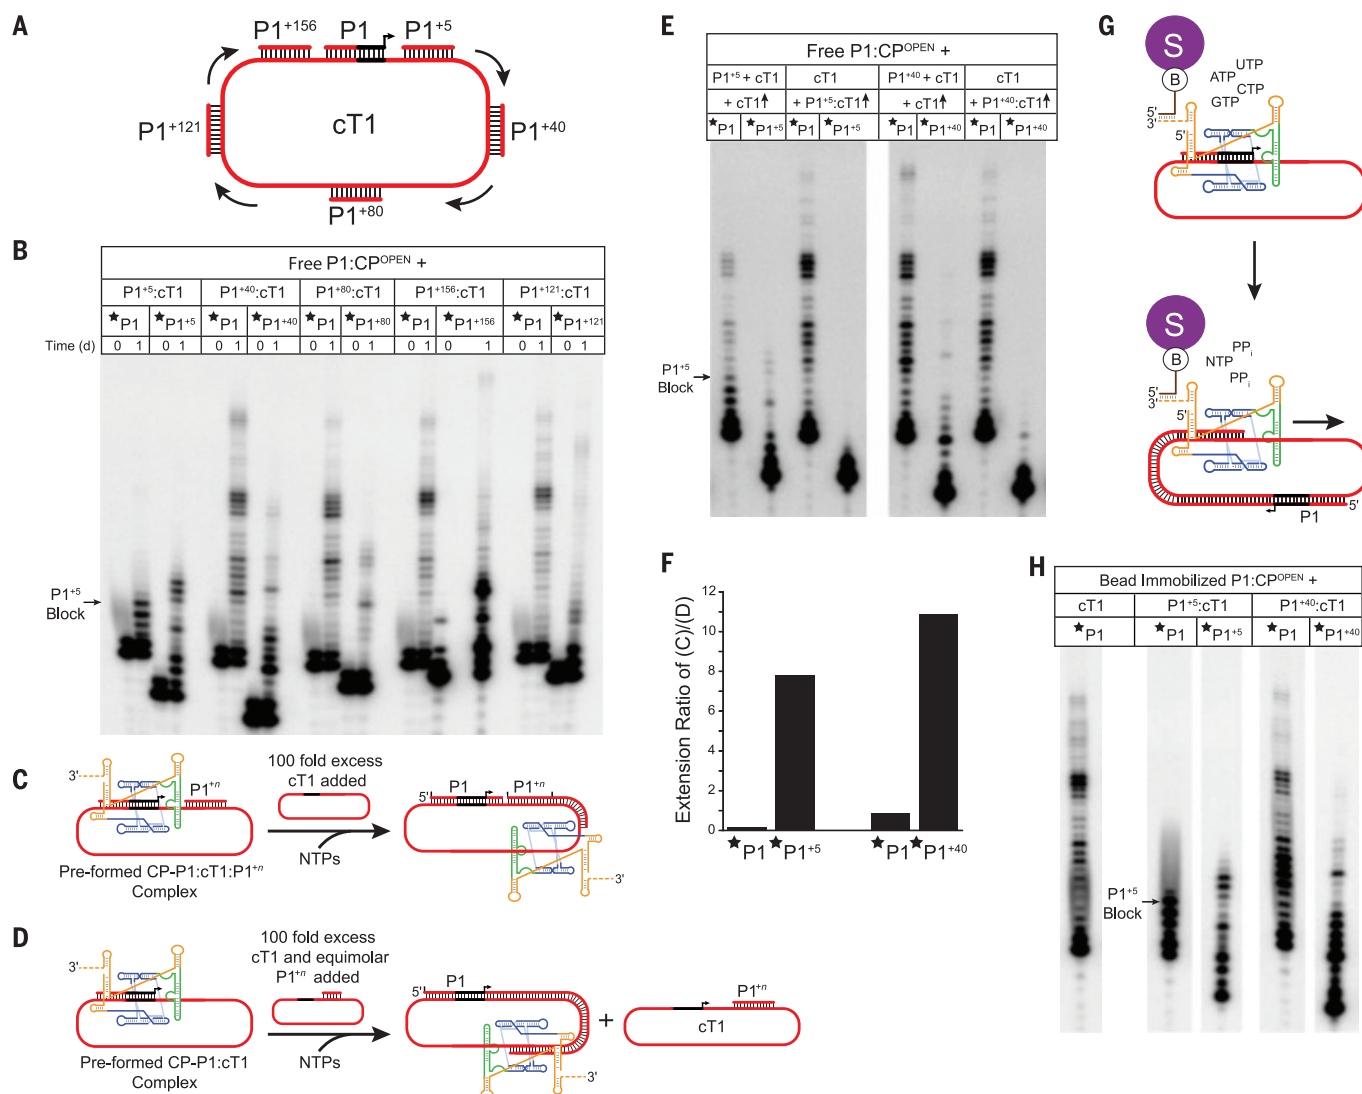 A
P1+156
P1
P1+5
P1+121
cT1
P1+40
P1+80
B
Free P1:CPOPEN +
P1+5:cT1 P1+40:cT1 P1+80:cT1 P1+156:cT1 P1+121:cT1
★P1 ★P1+5 ★P1 ★P1+40 ★P1 ★P1+80 ★P1 ★P1+156 ★P1 ★P1+121
Time (d) 0 1 0 1 0 1 0 1 0 1 0 1 0 1 0 1 0 1 0 1
P1+5
Block
C
3'
P1+n
Pre-formed CP-P1:cT1:P1+n
Complex
100 fold excess
cT1 added
NTPs
5'
P1
P1+n
3'
D
3'
Pre-formed CP-P1:cT1
Complex
100 fold excess
cT1 and equimolar
P1+n added
NTPs
5'
P1
3'
+
P1+n
cT1
E
Free P1:CPOPEN +
P1+5 + cT1 cT1 P1+40 + cT1 cT1
+ cT1↑ + P1+5:cT1↑ + cT1↑ + P1+40:cT1↑
★P1 ★P1+5 ★P1 ★P1+5 ★P1 ★P1+40 ★P1 ★P1+40
P1+5
Block
F
Extension Ratio of (C)/(D)
12
10
8
6
4
2
0
★P1 ★P1+5 ★P1 ★P1+40
G
S
B
UTP
ATP
CTP
GTP
5'
3'
5'
S
B
PPi
NTP
PPi
5'
3'
5'
5'
P1
H
Bead Immobilized P1:CPOPEN +
cT1 P1+5:cT1 P1+40:cT1
★P1 ★P1 ★P1+5 ★P1 ★P1+40
P1+5
Block